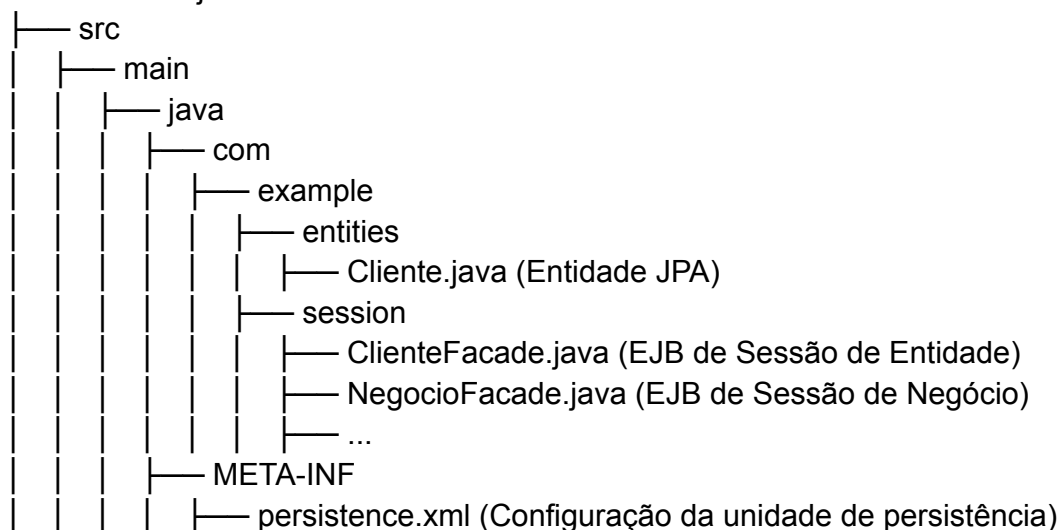 ├── src
│ ├── main
│ │ ├── java
│ │ │ ├── com
│ │ │ │ ├── example
│ │ │ │ │ ├── entities
│ │ │ │ │ │ ├── Cliente.java (Entidade JPA)
│ │ │ │ │ ├── session
│ │ │ │ │ │ ├── ClienteFacade.java (EJB de Sessão de Entidade)
│ │ │ │ │ │ ├── NegocioFacade.java (EJB de Sessão de Negócio)
│ │ │ │ │ │ ├── ...
│ │ │ ├── META-INF
│ │ │ │ ├── persistence.xml (Configuração da unidade de persistência)